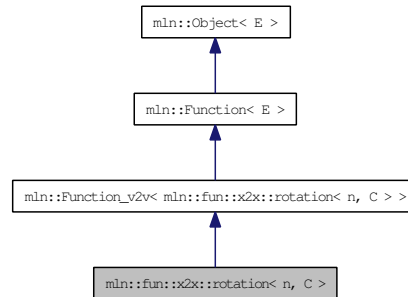 mln::Object< E >
mln::Function< E >
mln::Function_v2v< mln::fun::x2x::rotation< n, C > >
mln::fun::x2x::rotation< n, C >